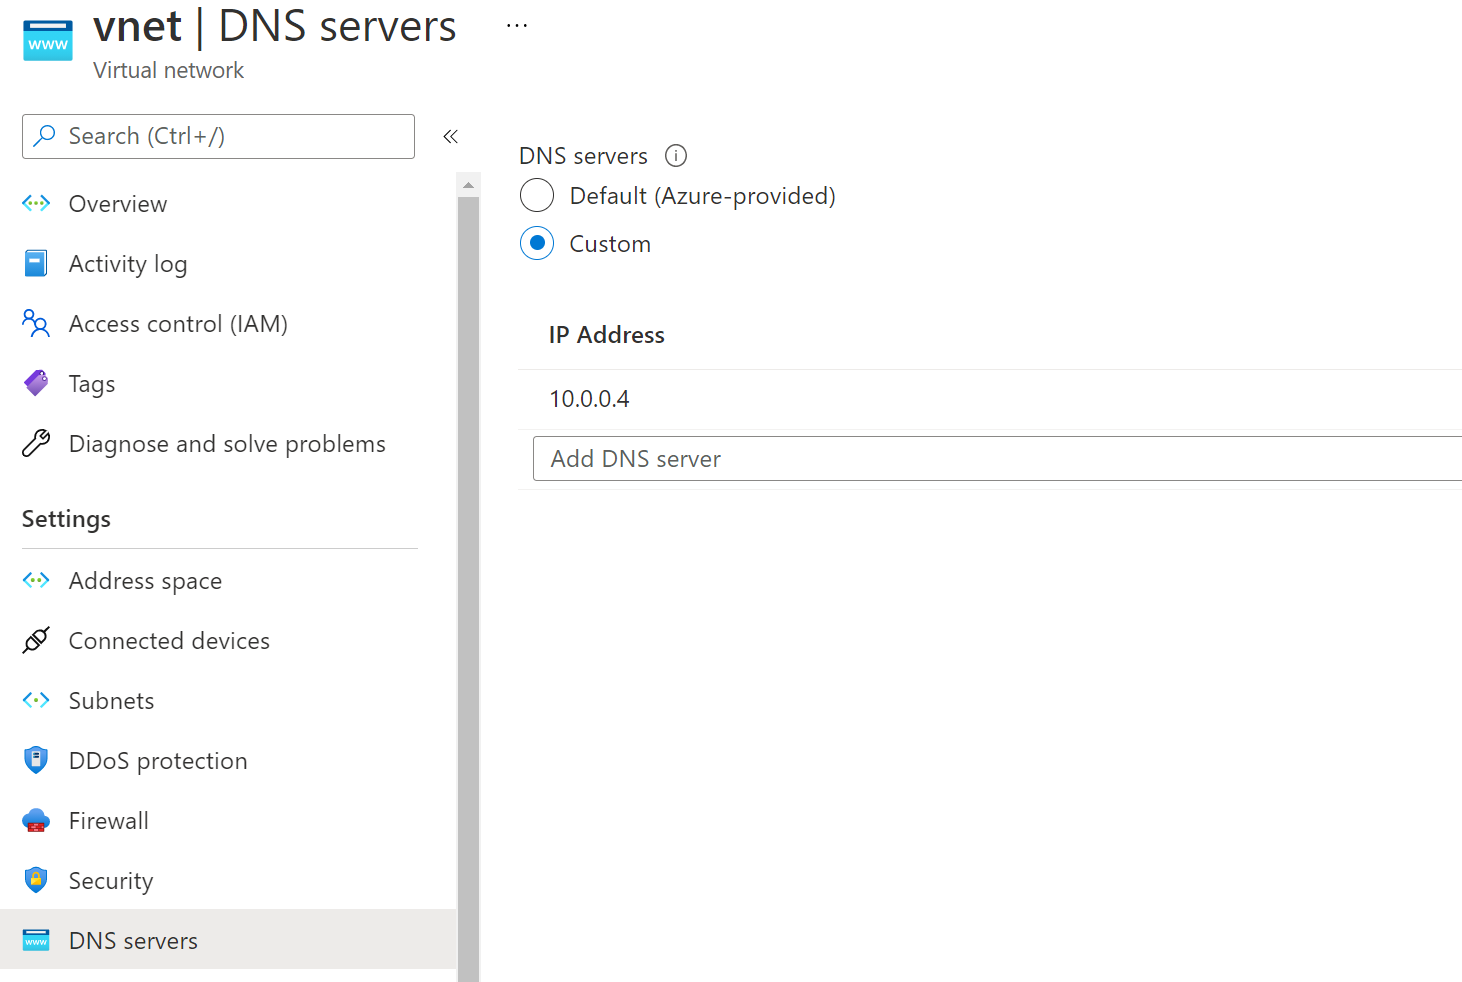 vnet | DNS servers ...
Virtual network
Search (Ctrl+/)
«
Overview
Activity log
Access control (IAM)
Tags
Diagnose and solve problems
Settings
Address space
Connected devices
Subnets
DDoS protection
Firewall
Security
DNS servers
DNS servers
Default (Azure-provided)
Custom
IP Address
10.0.0.4
Add DNS server